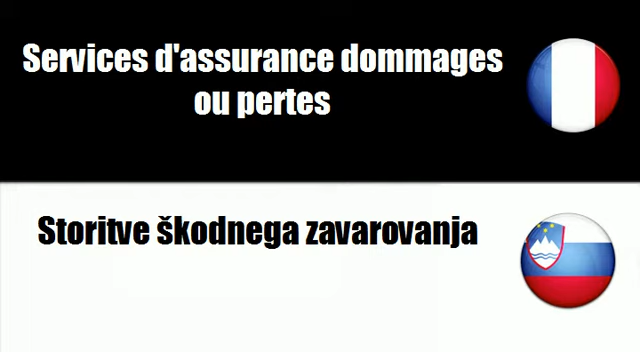 Services d'assurance dommages
ou pertes
Storitve škodnega zavarovanja